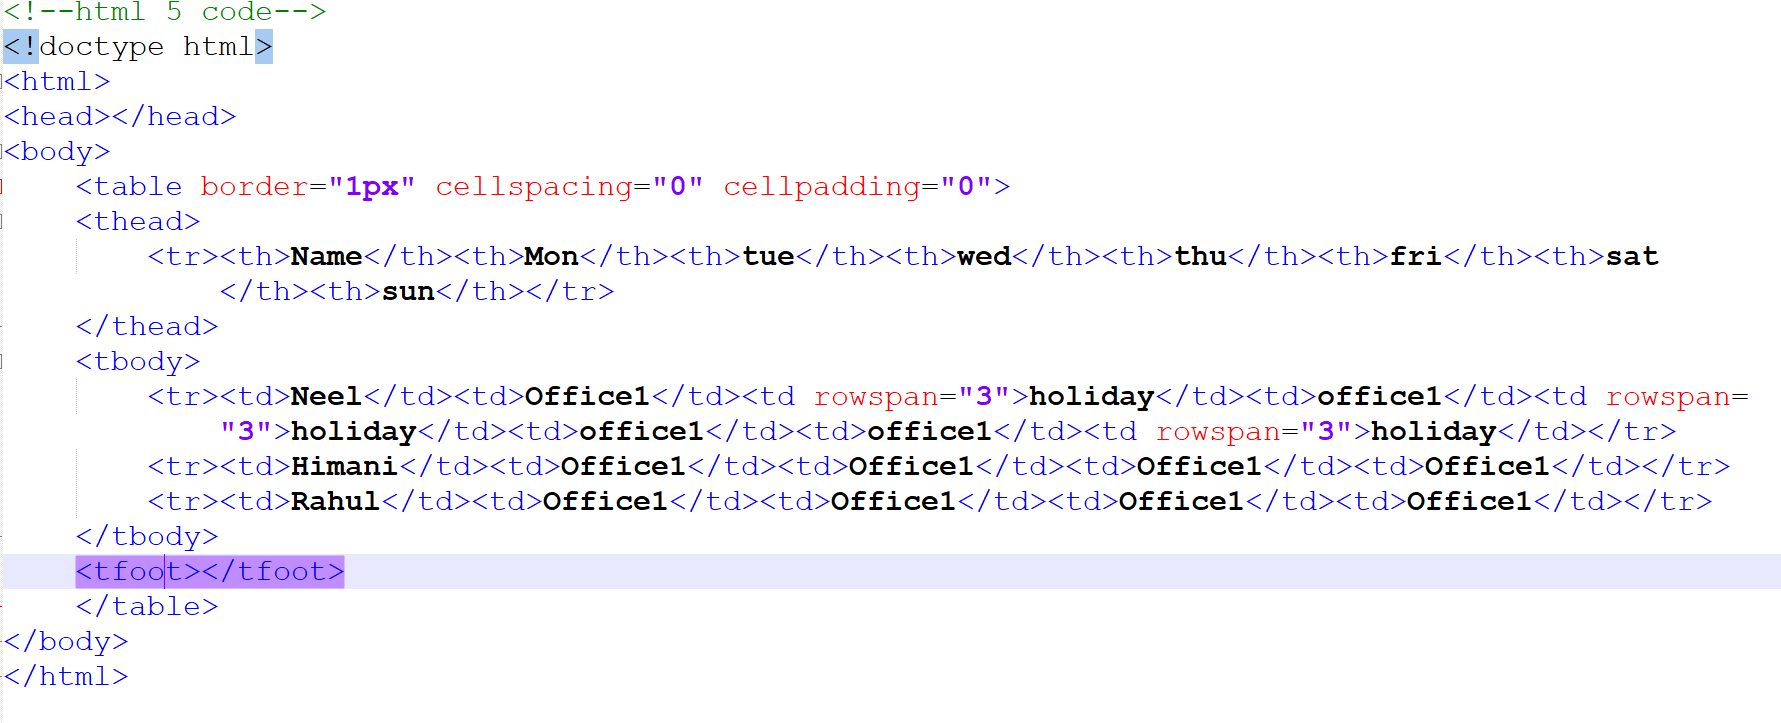 <!--html 5 code-->
<!doctype html>
<html>
<head></head>
<body>
<table border="1px" cellspacing="0" cellpadding="0">
<thead>
<tr><th>Name</th><th>Mon</th><th>tue</th><th>wed</th><th>thu</th><th>fri</th><th>sat
</th><th>sun</th></tr>
</thead>
<tbody>
<tr><td>Neel</td><td>Office1</td><td rowspan="3">holiday</td><td>office1</td><td rowspan=
"3">holiday</td><td>office1</td><td>office1</td><td rowspan="3">holiday</td></tr>
<tr><td>Himani</td><td>Office1</td><td>Office1</td><td>Office1</td><td>Office1</td></tr>
<tr><td>Rahul</td><td>Office1</td><td>Office1</td><td>Office1</td><td>Office1</td></tr>
</tbody>
<tfoot></tfoot>
</table>
</body>
</html>